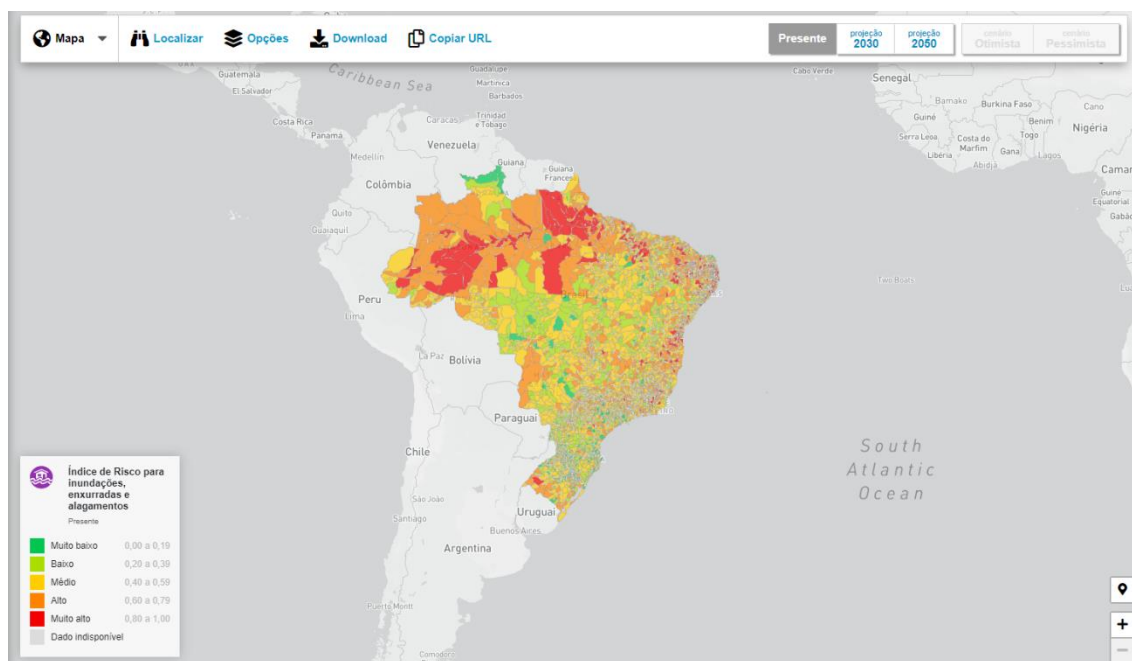 Mapa
Localizar
Opções
Download
Copiar URL
Presente
projeção
2030
projeção
2050
cenário
Otimista
cenário
Pessimista
Guatemala
El Salvador
Caribbean Sea
Guadalupe
Martinica
Barbados
Cabo Verde
Senegal
Bamako
Burkina Faso
Cano
Costa Rica
Panamá
Caracas
Trinidad
e Tobago
Guiné
Benim
Nigéria
Serra Leoa
Costa do
Marfim
Togo
Gana
Lagos
Libéria
Abidjã
Camar
Medellín
Venezuela
Guiana
Guiana
Frances
Colômbia
Guiné
Equatorial
Gabão
Quito
Guaiaquil
Two Boats
Lua
Peru
Lima
La Paz
Bolívia
Paraguai
Chile
South
Atlantic
Ocean
São João
Santiago
Uruguai
Buenos Aires
Argentina
Puerto Montt
Comodoro
Índice de Risco para
inundações,
enxurradas e
alagamentos
Presente
Muito baixo 0,00 a 0,19
Baixo 0,20 a 0,39
Médio 0,40 a 0,59
Alto 0,60 a 0,79
Muito alto 0,80 a 1,00
Dado indisponível
+
−